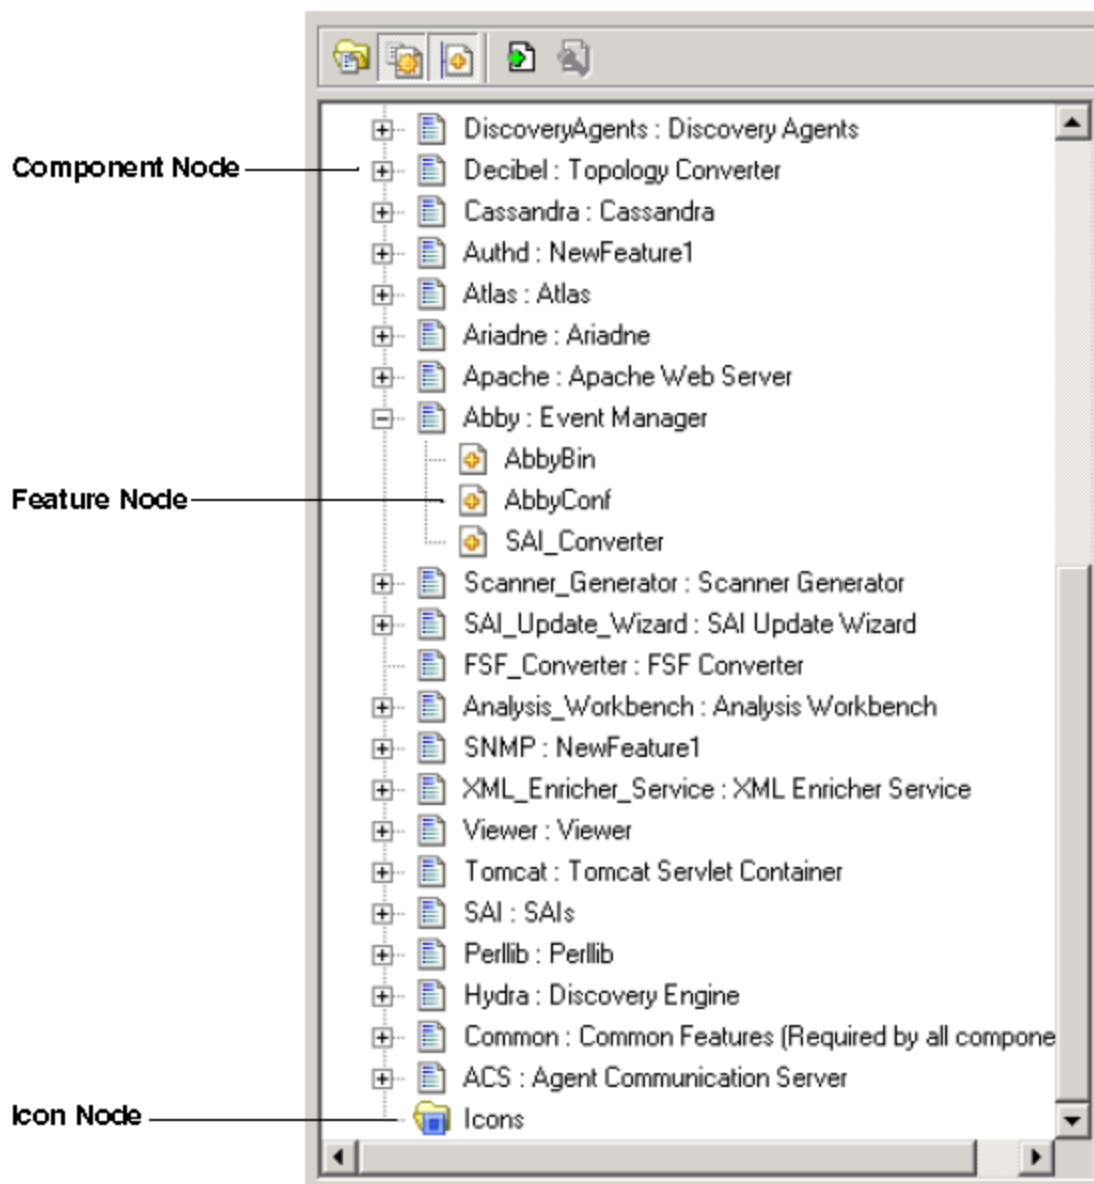 DiscoveryAgents : Discovery Agents
Component Node
Decibel : Topology Converter
Cassandra : Cassandra
Authd : NewFeature1
Atlas : Atlas
Ariadne : Ariadne
Apache : Apache Web Server
Abby : Event Manager
AbbyBin
Feature Node
AbbyConf
SAI_Converter
Scanner_Generator : Scanner Generator
SAI_Update_Wizard : SAI Update Wizard
FSF_Converter : FSF Converter
Analysis_Workbench : Analysis Workbench
SNMP : NewFeature1
XML_Enricher_Service : XML Enricher Service
Viewer : Viewer
Tomcat : Tomcat Servlet Container
SAI : SAIs
Perllib : Perllib
Hydra : Discovery Engine
Common : Common Features (Required by all compone
ACS : Agent Communication Server
Icon Node
Icons